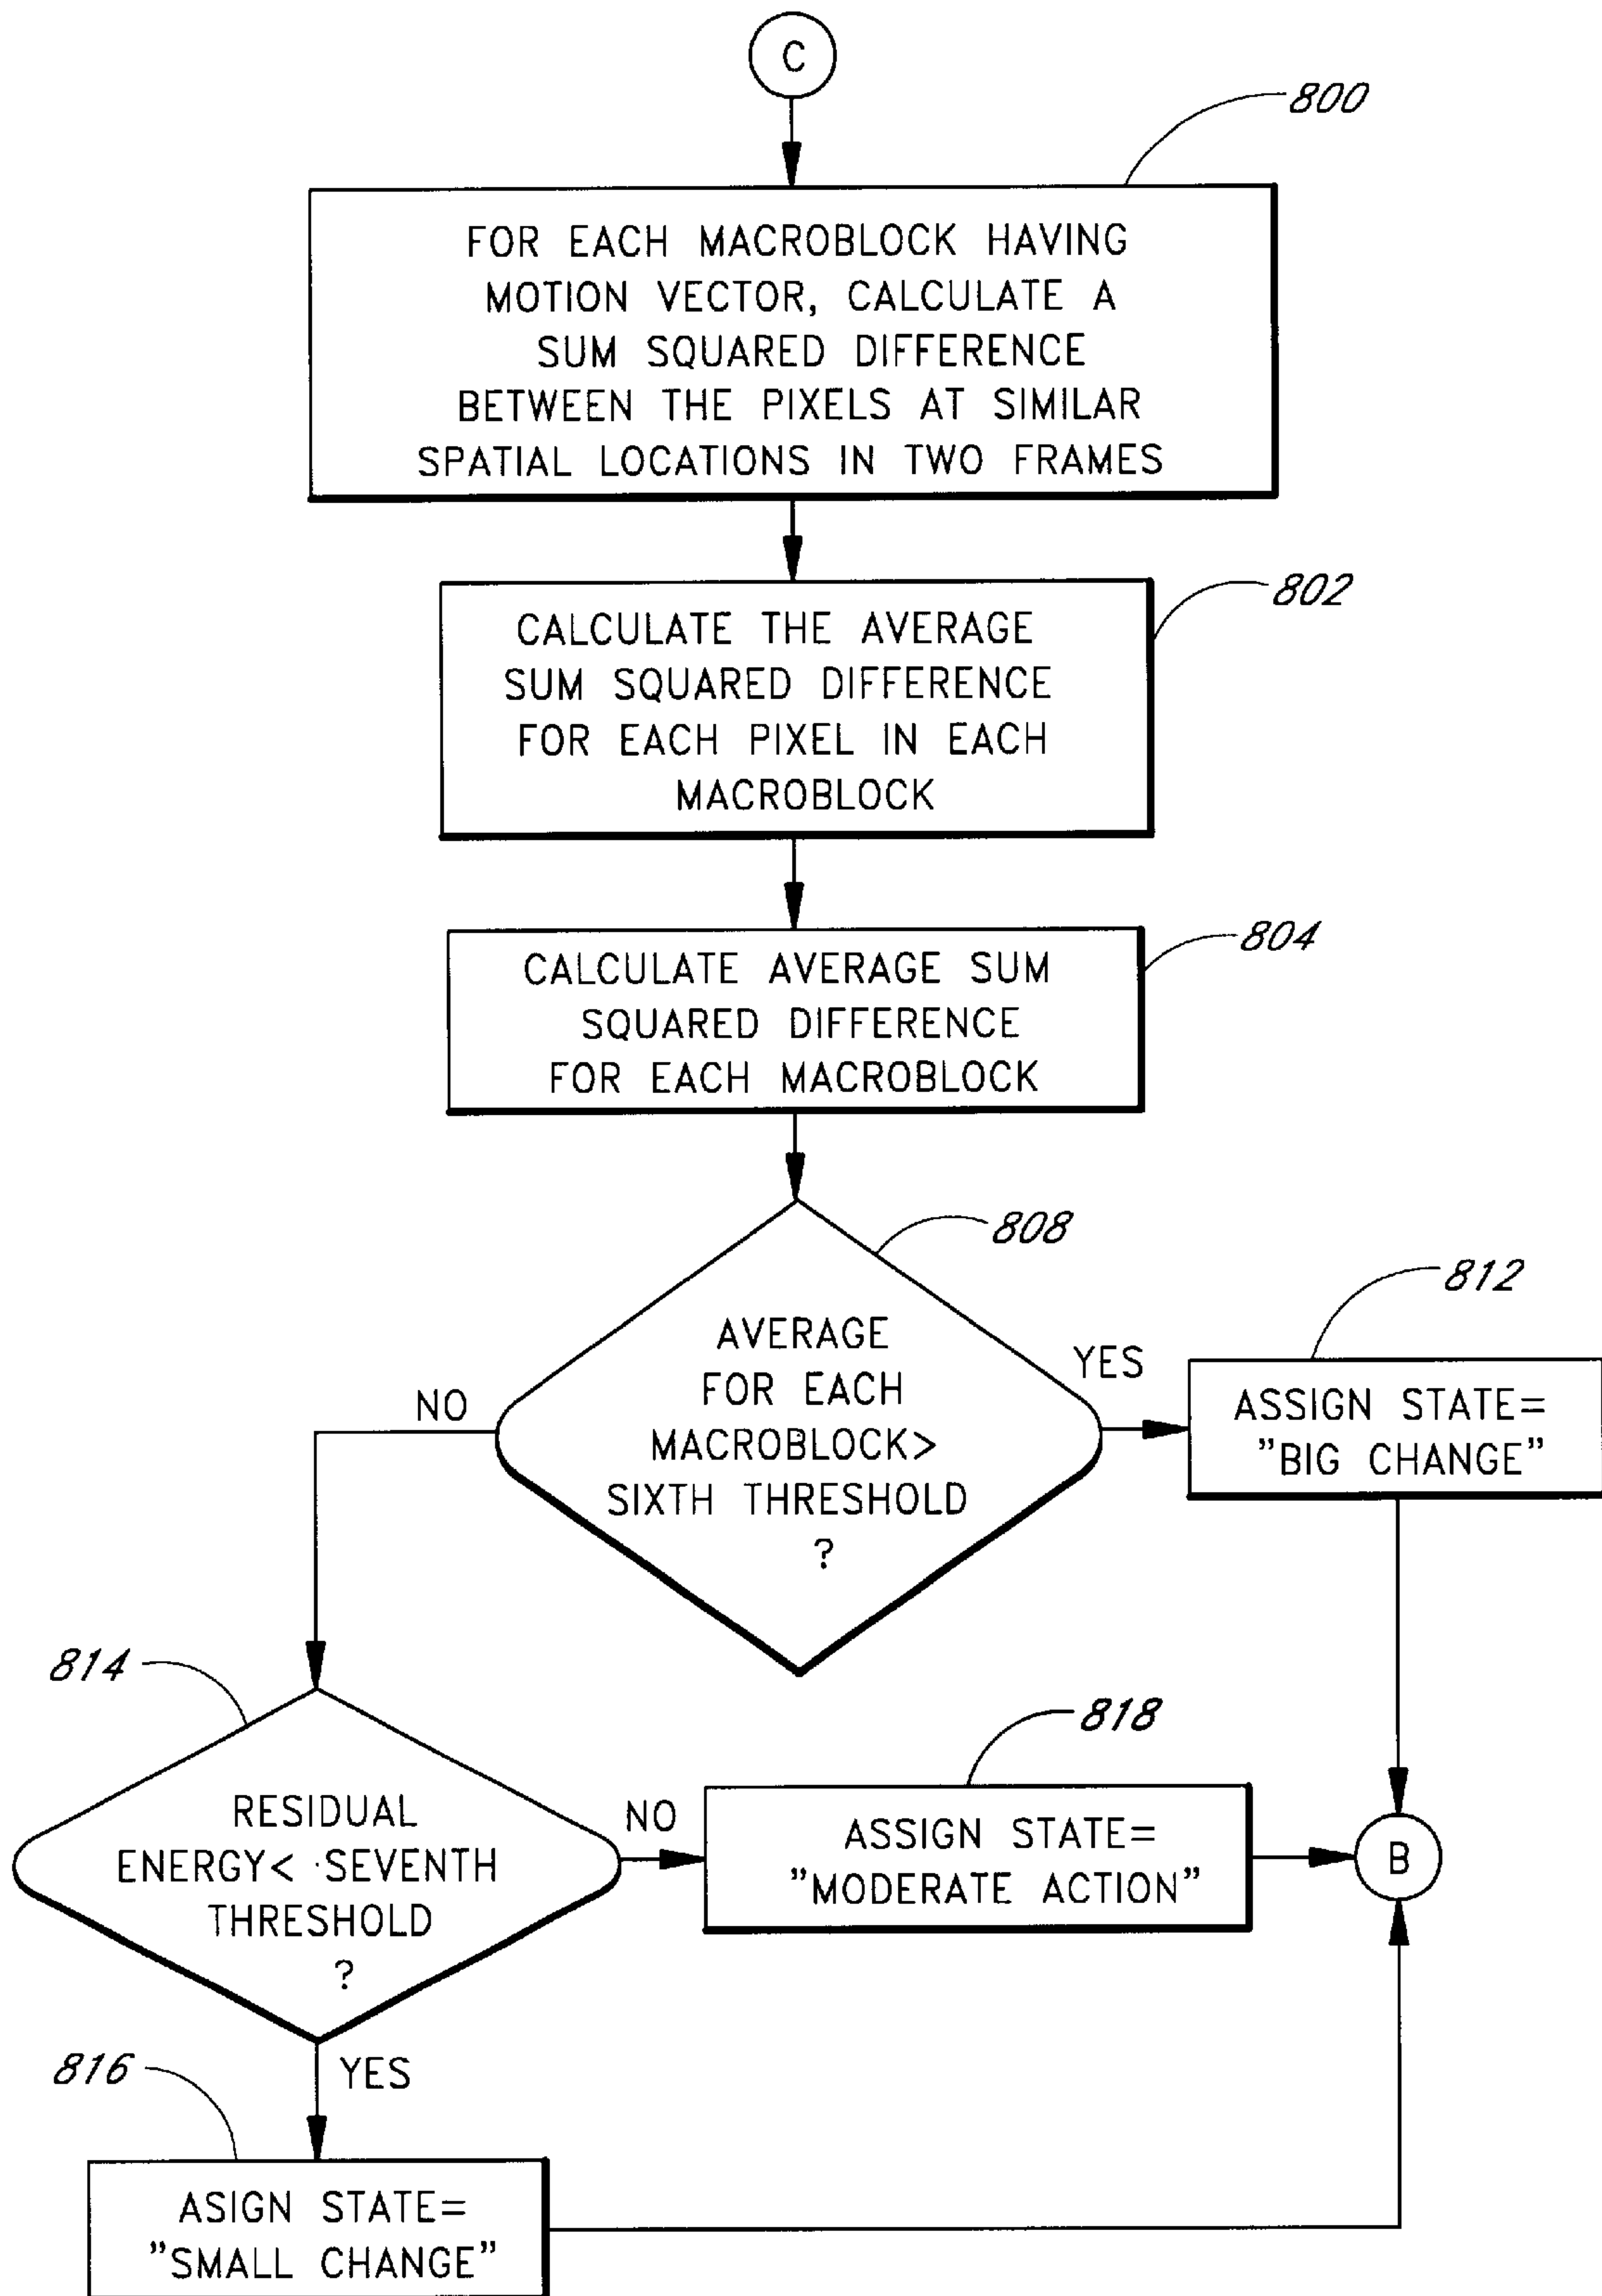 C
800
FOR EACH MACROBLOCK HAVING
MOTION VECTOR, CALCULATE A
SUM SQUARED DIFFERENCE
BETWEEN THE PIXELS AT SIMILAR
SPATIAL LOCATIONS IN TWO FRAMES
802
CALCULATE THE AVERAGE
SUM SQUARED DIFFERENCE
FOR EACH PIXEL IN EACH
MACROBLOCK
804
CALCULATE AVERAGE SUM
SQUARED DIFFERENCE
FOR EACH MACROBLOCK
808
AVERAGE
FOR EACH
MACROBLOCK>
SIXTH THRESHOLD
?
YES
NO
812
ASSIGN STATE=
"BIG CHANGE"
814
RESIDUAL
ENERGY< SEVENTH
THRESHOLD
?
NO
818
ASSIGN STATE=
"MODERATE ACTION"
B
YES
816
ASIGN STATE=
"SMALL CHANGE"